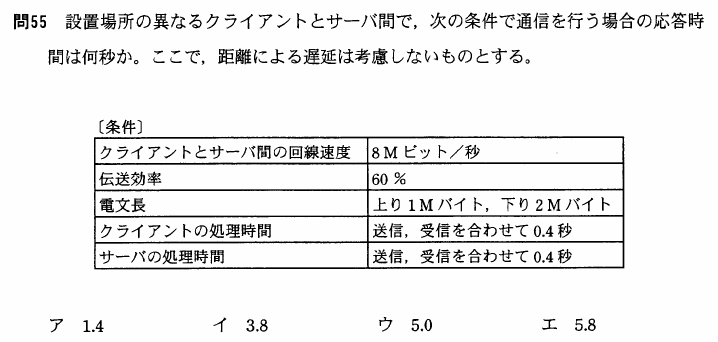 問55 設置場所の異なるクライアントとサーバ間で，次の条件で通信を行う場合の応答時
間は何秒か。ここで，距離による遅延は考慮しないものとする。
〔条件〕
クライアントとサーバ間の回線速度 8Mビット／秒
伝送効率 60 %
電文長 上り1Mバイト，下り2Mバイト
クライアントの処理時間 送信，受信を合わせて0.4秒
サーバの処理時間 送信，受信を合わせて0.4秒
ア 1.4 イ 3.8 ウ 5.0 エ 5.8